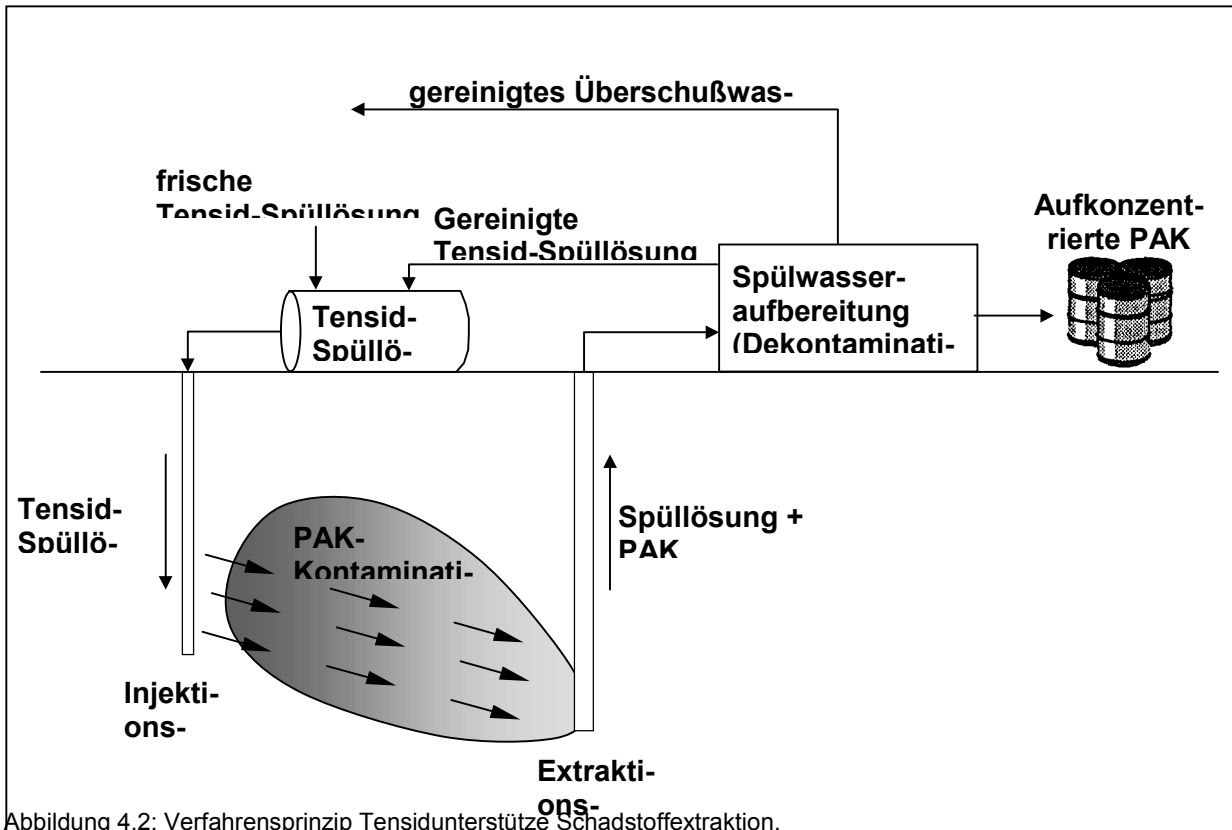 gereinigtes Überschußwas-
frische
Tensid-Spüllösung
Gereinigte
Tensid-Spüllösung
Aufkonzent-
rierte PAK
Spülwasser-
aufbereitung
(Dekontaminati-
Tensid-
Spüllö-
Tensid-
Spüllö-
PAK-
Kontaminati-
Spüllösung +
PAK
Injekti-
ons-
Extrakti-
ons-
Abbildung 4.2: Verfahrensprinzip Tensidunterstütze Schadstoffextraktion.